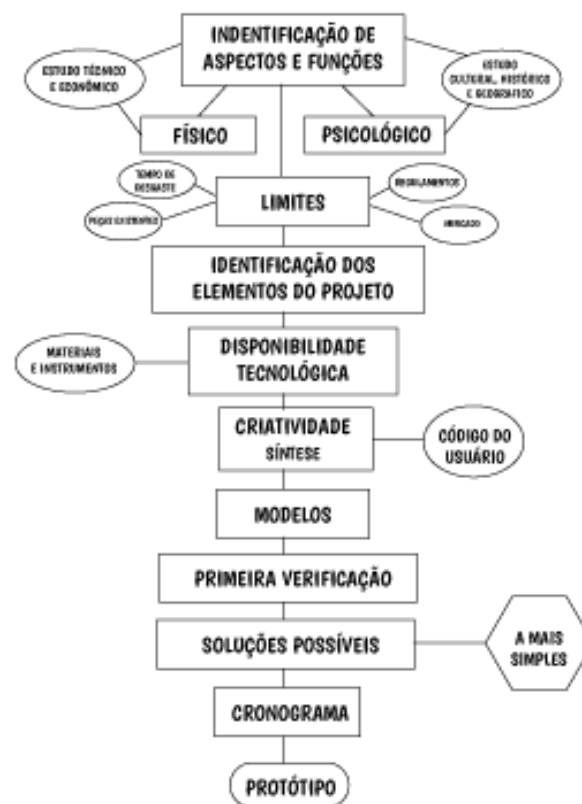 INDENTIFICAÇÃO DE
ASPECTOS E FUNÇÕES
ESTUDO TÉCNICO
E ECONÔMICO
ESTUDO
CULTURAL, HISTÓRICO
E GEOGRÁFICO
FÍSICO
PSICOLÓGICO
TEMPO DE
DESGASTE
REGULAMENTOS
LIMITES
PEÇAS EXISTENTES
MERCADO
IDENTIFICAÇÃO DOS
ELEMENTOS DO PROJETO
DISPONIBILIDADE
TECNOLÓGICA
MATERIAIS
E INSTRUMENTOS
CRIATIVIDADE
SÍNTESE
CÓDIGO DO
USUÁRIO
MODELOS
PRIMEIRA VERIFICAÇÃO
SOLUÇÕES POSSÍVEIS
A MAIS
SIMPLES
CRONOGRAMA
PROTÓTIPO